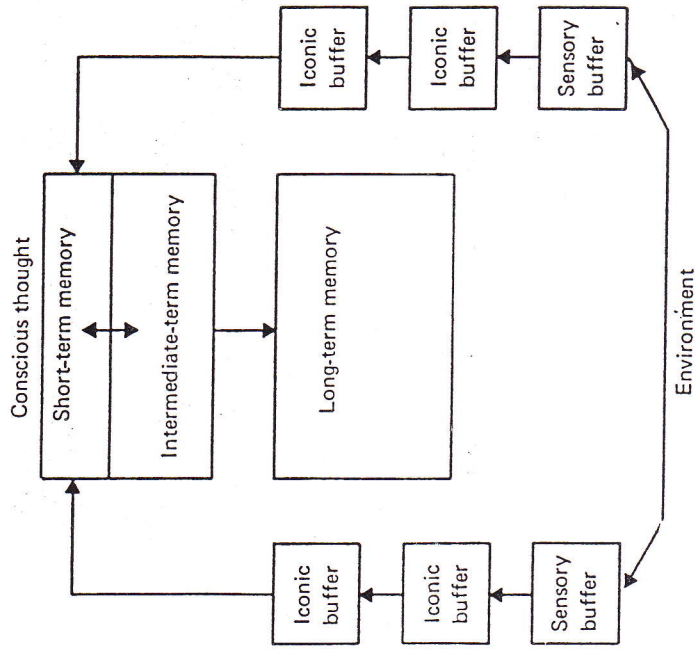 Conscious thought
Short-term memory
Intermediate-term memory
Iconic
buffer
Long-term memory
Iconic
buffer
Iconic
buffer
Iconic
buffer
Sensory
buffer
Sensory
buffer
Environment